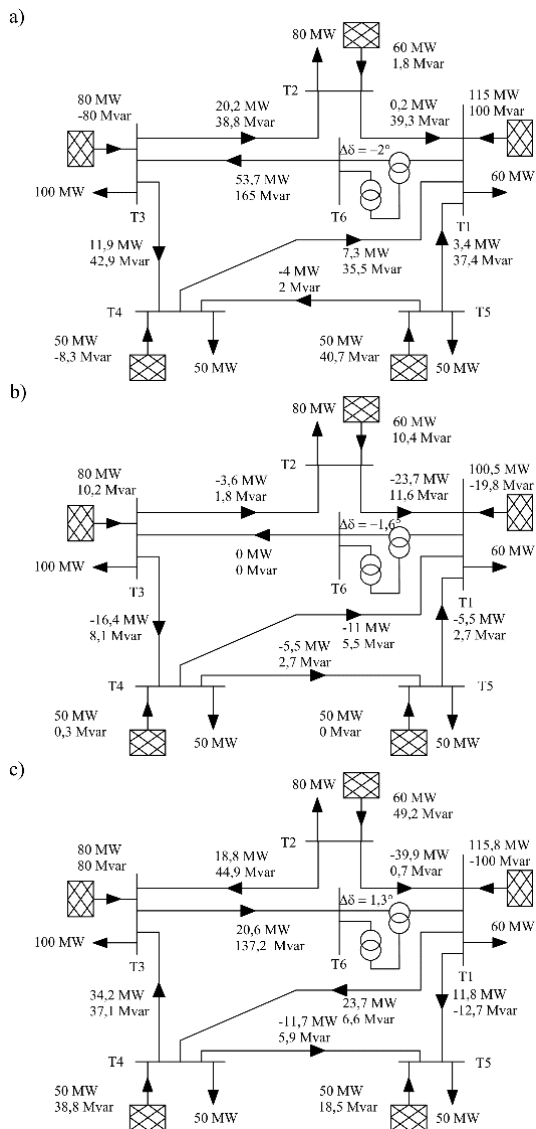 a)
80 MW
60 MW
1,8 Mvar
T2
80 MW
-80 Mvar
20,2 MW
38,8 Mvar
0,2 MW
39,3 Mvar
115 MW
100 Mvar
Δδ = −2°
100 MW
53,7 MW
165 Mvar
60 MW
T3
T6
T1
11,9 MW
42,9 Mvar
7,3 MW
35,5 Mvar
3,4 MW
37,4 Mvar
-4 MW
2 Mvar
T4
T5
50 MW
-8,3 Mvar
50 MW
50 MW
40,7 Mvar
50 MW
b)
80 MW
60 MW
10,4 Mvar
T2
80 MW
10,2 Mvar
-3,6 MW
1,8 Mvar
-23,7 MW
11,6 Mvar
100,5 MW
-19,8 Mvar
Δδ = −1,6°
100 MW
0 MW
0 Mvar
60 MW
T3
T6
T1
-16,4 MW
8,1 Mvar
-11 MW
5,5 Mvar
-5,5 MW
2,7 Mvar
-5,5 MW
2,7 Mvar
T4
T5
50 MW
0,3 Mvar
50 MW
50 MW
0 Mvar
50 MW
c)
80 MW
60 MW
49,2 Mvar
T2
80 MW
80 Mvar
18,8 MW
44,9 Mvar
-39,9 MW
0,7 Mvar
115,8 MW
-100 Mvar
Δδ = 1,3°
100 MW
20,6 MW
137,2 Mvar
60 MW
T3
T6
T1
34,2 MW
37,1 Mvar
23,7 MW
6,6 Mvar
11,8 MW
-12,7 Mvar
-11,7 MW
5,9 Mvar
T4
T5
50 MW
38,8 Mvar
50 MW
50 MW
18,5 Mvar
50 MW